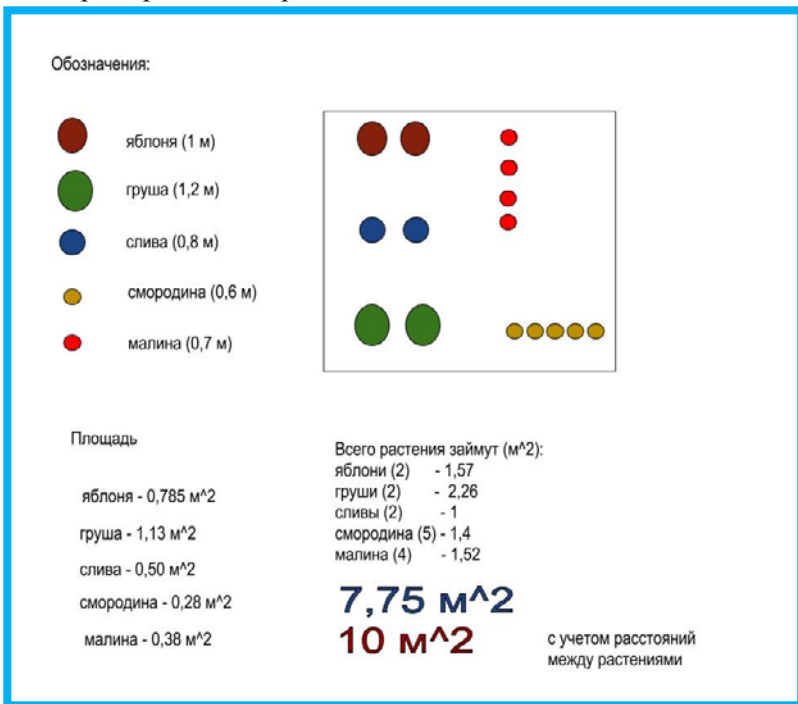 Обозначения:
яблоня (1 м)
груша (1,2 м)
слива (0,8 м)
смородина (0,6 м)
малина (0,7 м)
Площадь
яблоня - 0,785 м^2
груша - 1,13 м^2
слива - 0,50 м^2
смородина - 0,28 м^2
малина - 0,38 м^2
Всего растения займут (м^2):
яблони (2) - 1,57
груши (2) - 2,26
сливы (2) - 1
смородина (5) - 1,4
малина (4) - 1,52
7,75 м^2
10 м^2
с учетом расстояний
между растениями